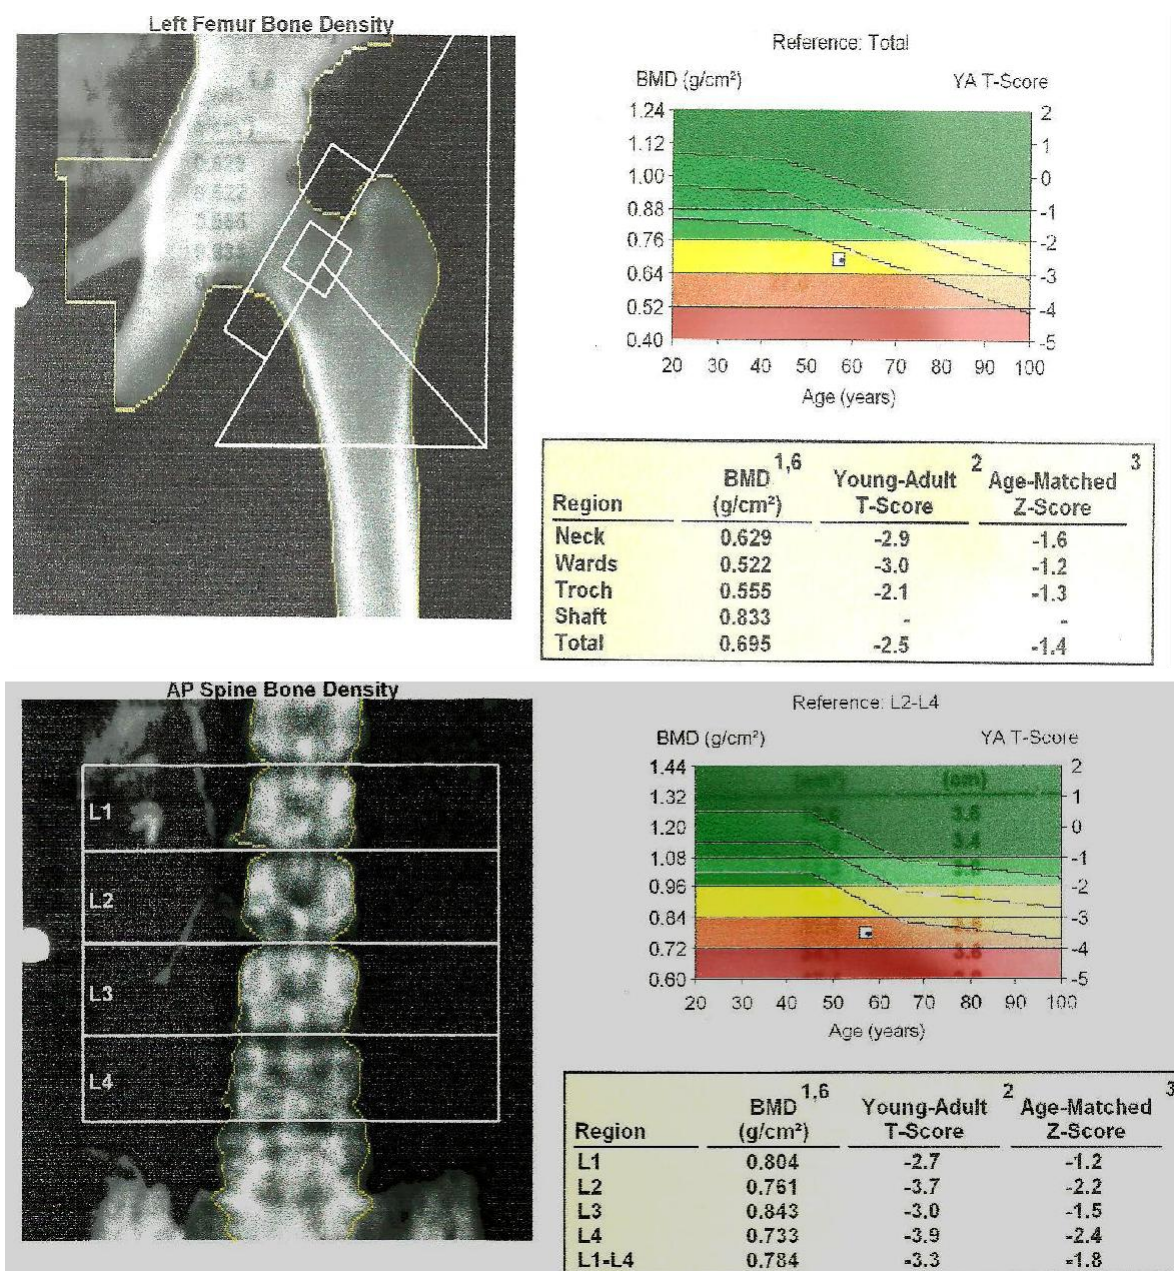 Left Femur Bone Density
Reference: Total
BMD (g/cm²) YA T-Score
1.24 2
1.12 1
1.00 0
0.88 -1
0.76 -2
0.64 -3
0.52 -4
0.40 -5
20 30 40 50 60 70 80 90 100
Age (years)
Region BMD 1,6 (g/cm²) Young-Adult 2 T-Score Age-Matched 3 Z-Score
Neck 0.629 -2.9 -1.6
Wards 0.522 -3.0 -1.2
Troch 0.555 -2.1 -1.3
Shaft 0.833 - -
Total 0.695 -2.5 -1.4
AP Spine Bone Density
L1
L2
L3
L4
Reference: L2-L4
BMD (g/cm²) YA T-Score
1.44 2
1.32 1
1.20 0
1.08 -1
0.96 -2
0.84 -3
0.72 -4
0.60 -5
20 30 40 50 60 70 80 90 100
Age (years)
Region BMD 1,6 (g/cm²) Young-Adult 2 T-Score Age-Matched 3 Z-Score
L1 0.804 -2.7 -1.2
L2 0.761 -3.7 -2.2
L3 0.843 -3.0 -1.5
L4 0.733 -3.9 -2.4
L1-L4 0.784 -3.3 -1.8